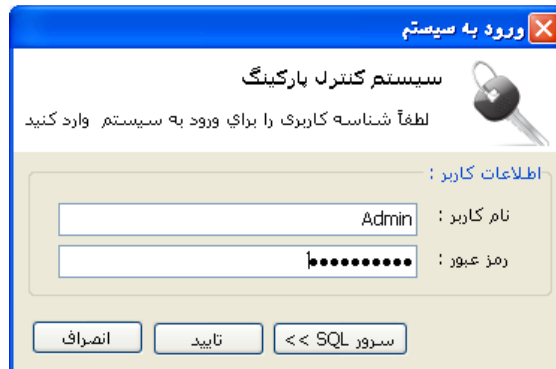 ورود به سیستم
سیستم کنترل پارکینگ
لطفاً شناسه کاربری را برای ورود به سیستم وارد کنید
اطلاعات کاربر :
نام کاربر : Admin
رمز عبور : ●●●●●●●●●●
سرور SQL >> تایید انصراف